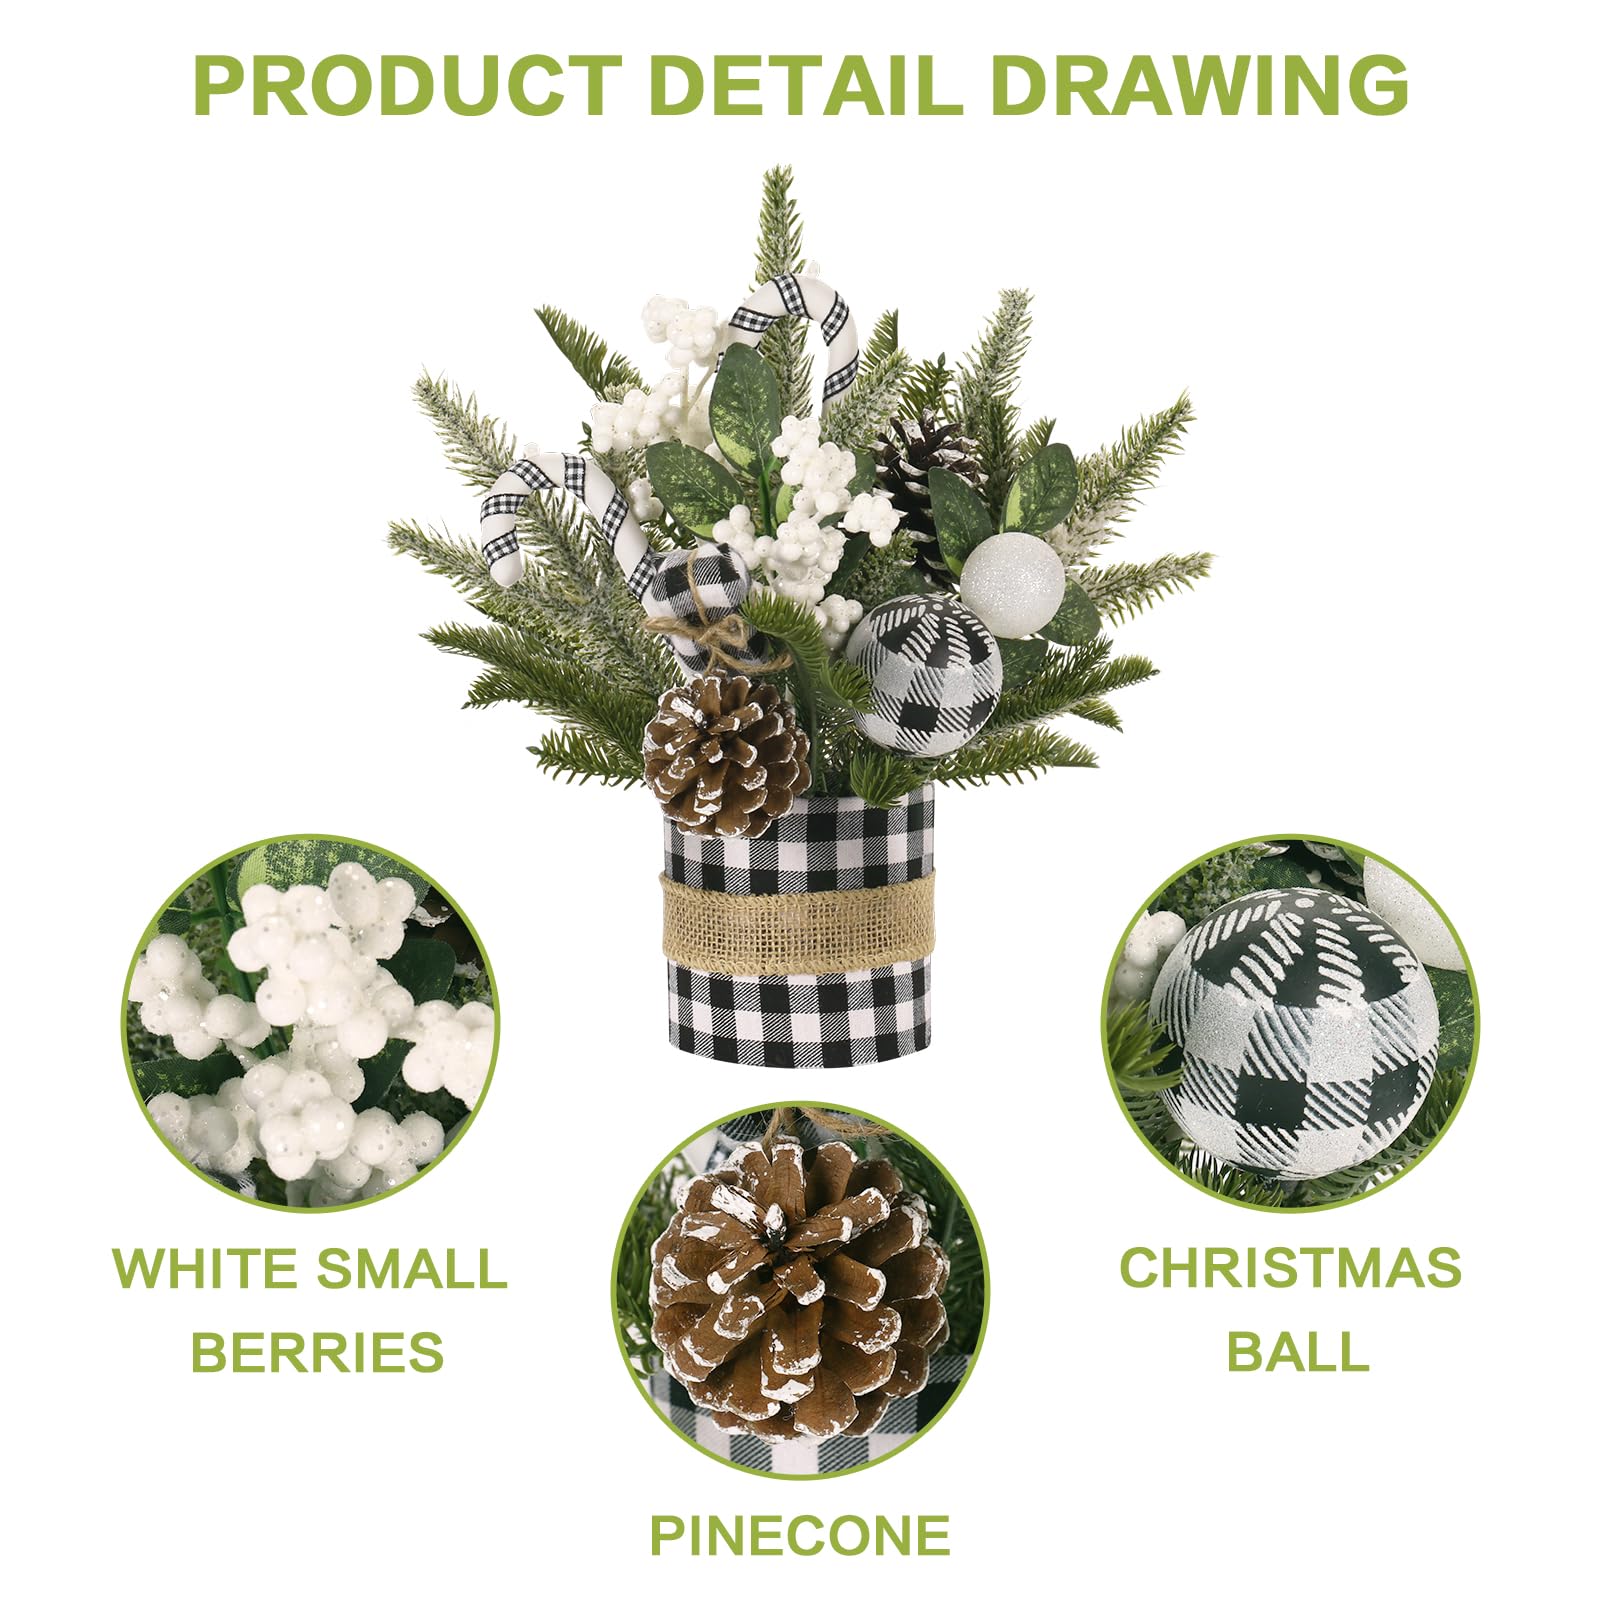 PRODUCT DETAIL DRAWING
WHITE SMALL
BERRIES
PINECONE
CHRISTMAS
BALL